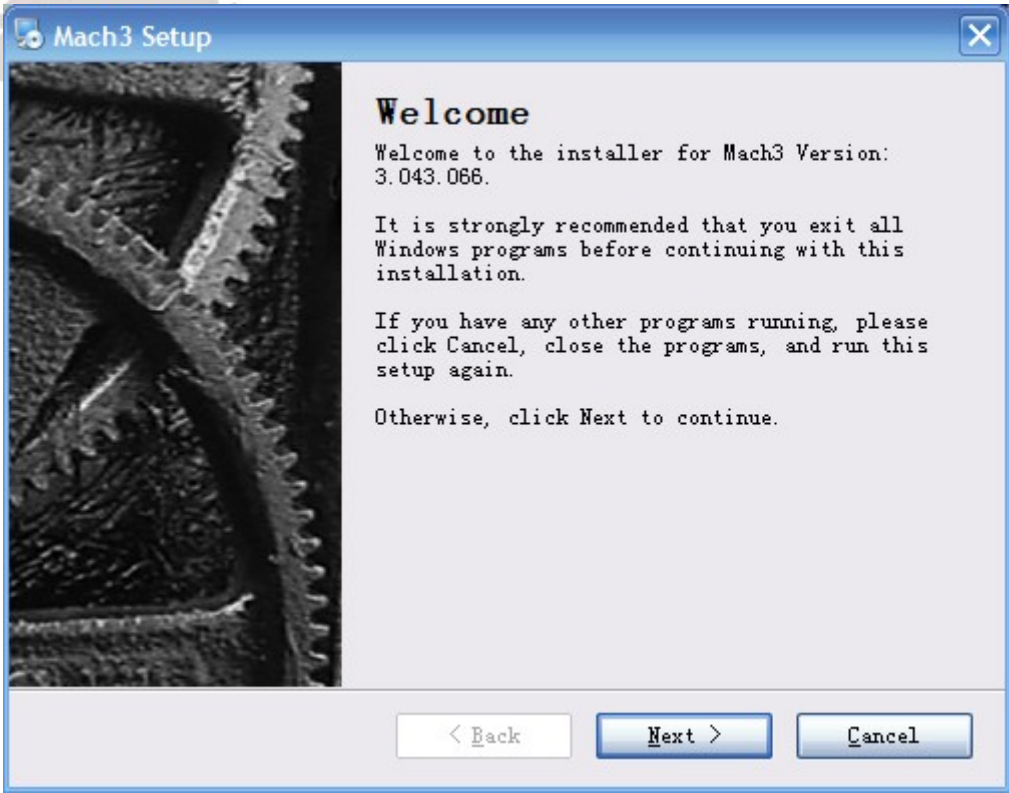 Mach3 Setup
Welcome
Welcome to the installer for Mach3 Version:
3.043.066.
It is strongly recommended that you exit all
Windows programs before continuing with this
installation.
If you have any other programs running, please
click Cancel, close the programs, and run this
setup again.
Otherwise, click Next to continue.
< Back
Next >
Cancel